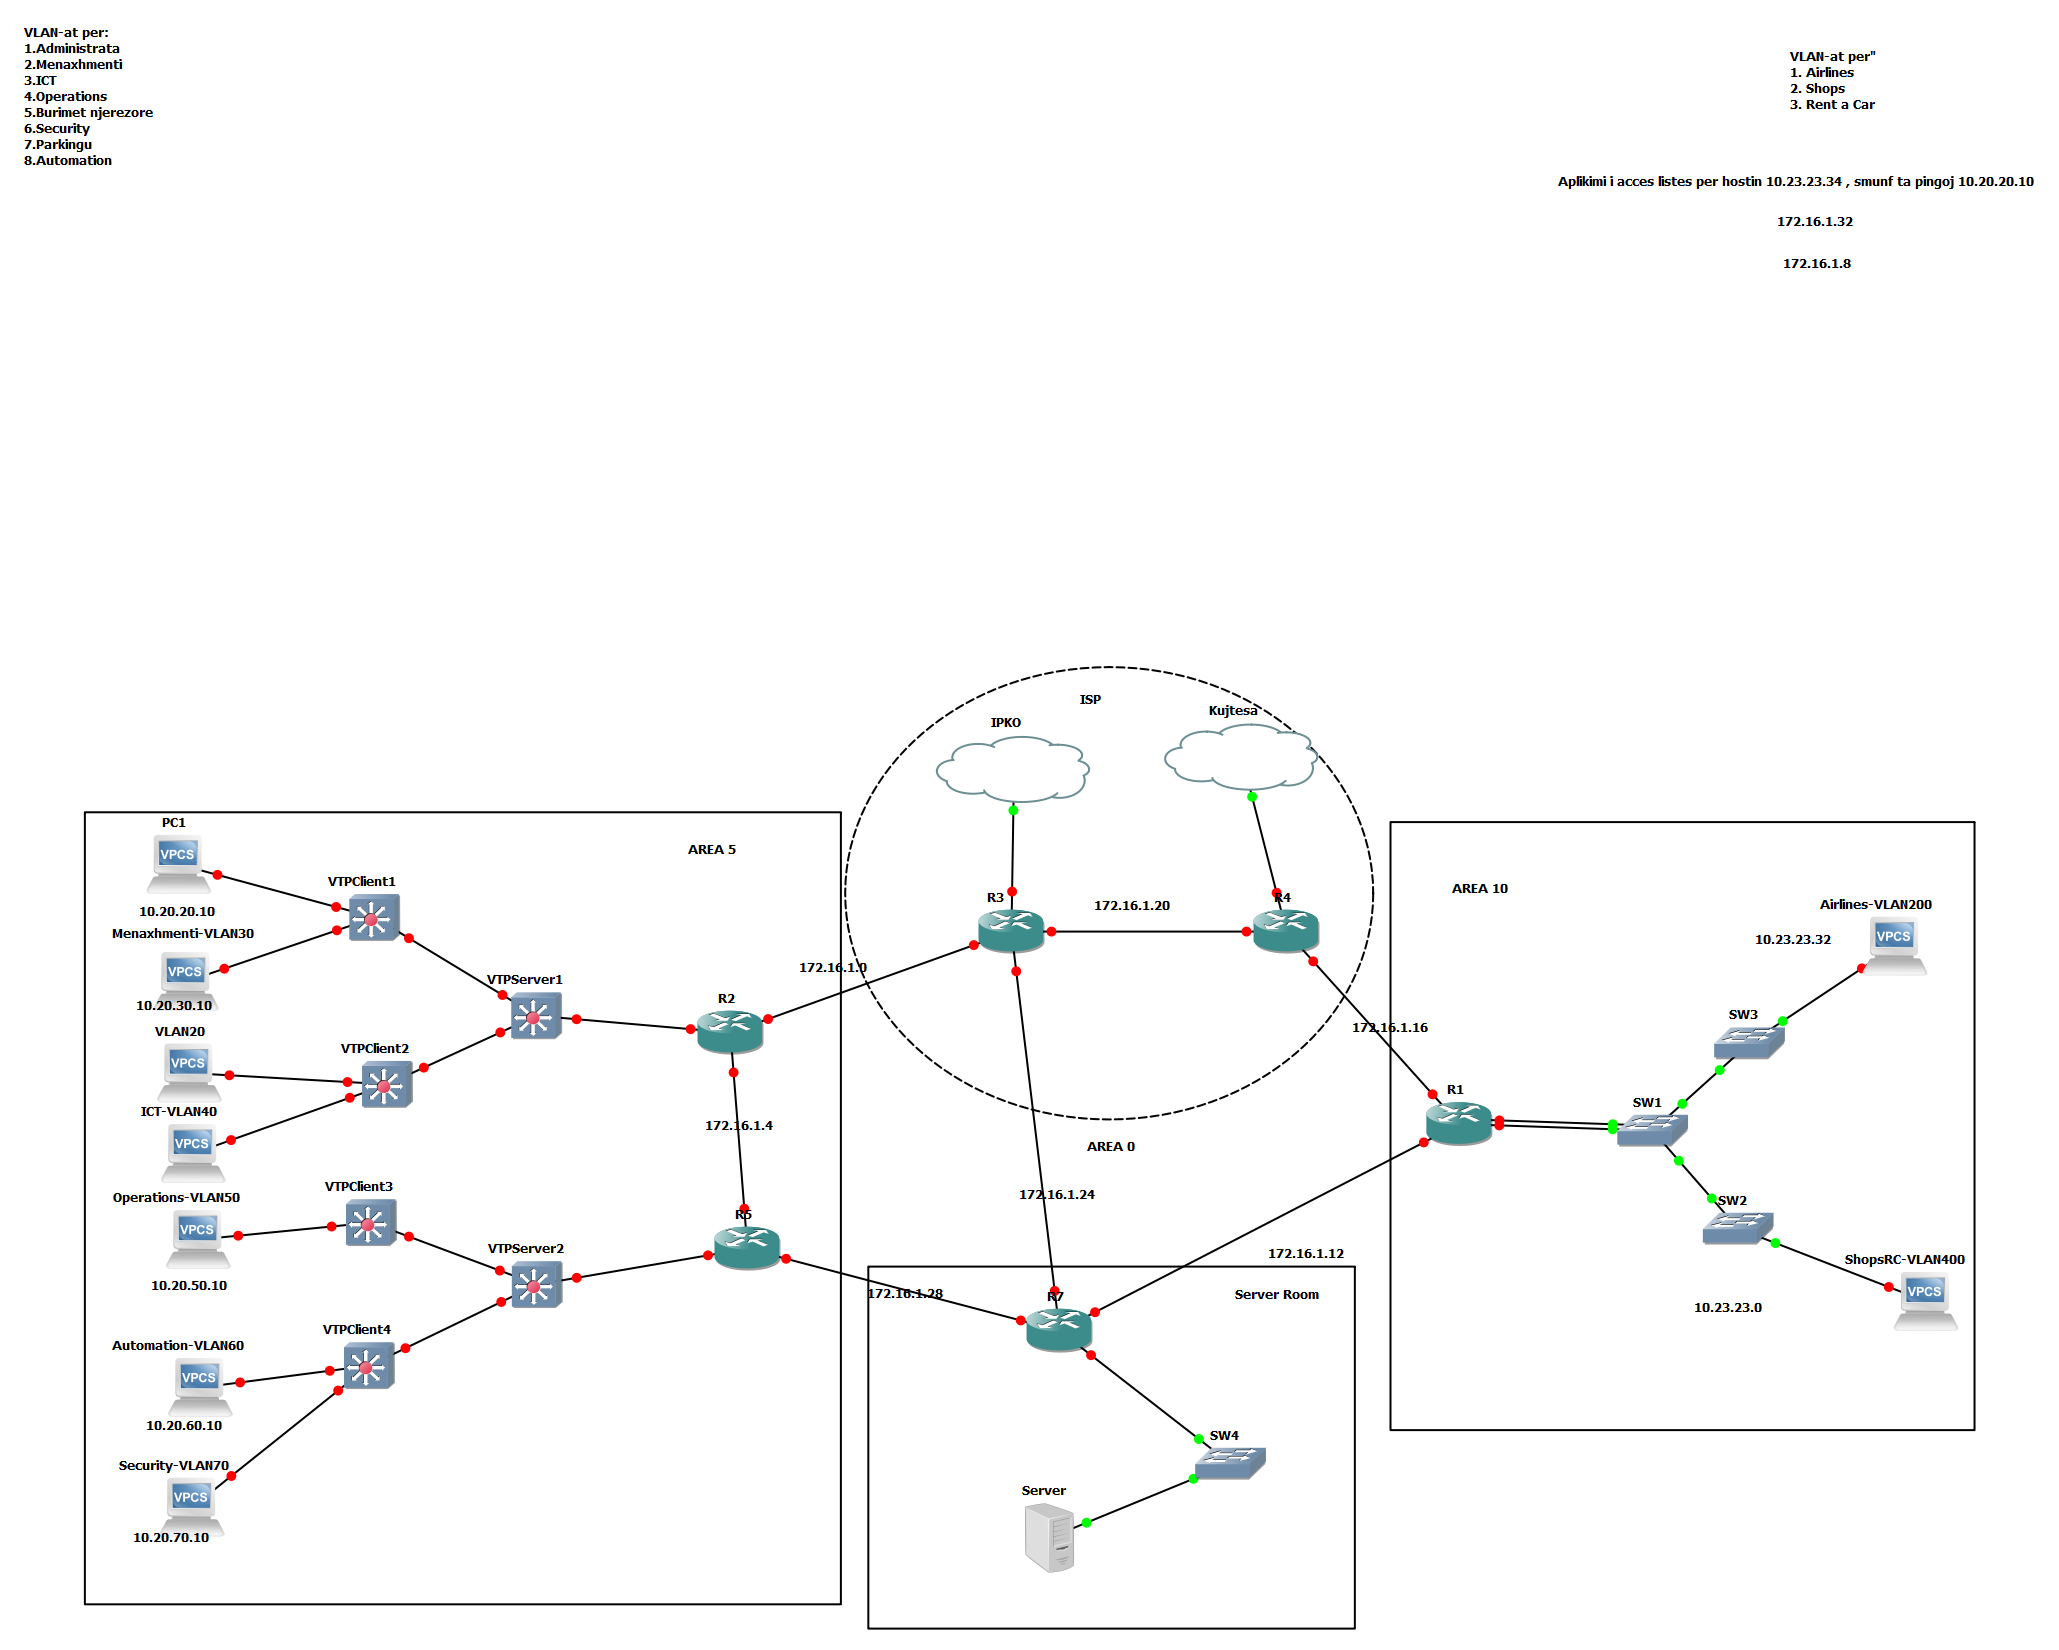 VLAN-at per:
1.Administrata
2.Menaxhmenti
3.ICT
4.Operations
5.Burimet njerezore
6.Security
7.Parkingu
8.Automation
VLAN-at per"
1. Airlines
2. Shops
3. Rent a Car
Aplikimi i acces listes per hostin 10.23.23.34 , smunf ta pingoj 10.20.20.10
172.16.1.32
172.16.1.8
ISP
IPKO
Kujtesa
PC1
VPCS
10.20.20.10
VTPClient1
Menaxhmenti-VLAN30
VPCS
10.20.30.10
VLAN20
VPCS
VTPClient2
ICT-VLAN40
VPCS
VTPServer1
AREA 5
R2
172.16.1.0
172.16.1.4
R5
Operations-VLAN50
VPCS
10.20.50.10
VTPClient3
VTPServer2
Automation-VLAN60
VPCS
10.20.60.10
VTPClient4
Security-VLAN70
VPCS
10.20.70.10
R3
172.16.1.20
R4
172.16.1.16
AREA 0
172.16.1.24
172.16.1.12
172.16.1.28
R7
Server Room
SW4
Server
AREA 10
Airlines-VLAN200
VPCS
10.23.23.32
SW3
R1
SW1
SW2
ShopsRC-VLAN400
VPCS
10.23.23.0